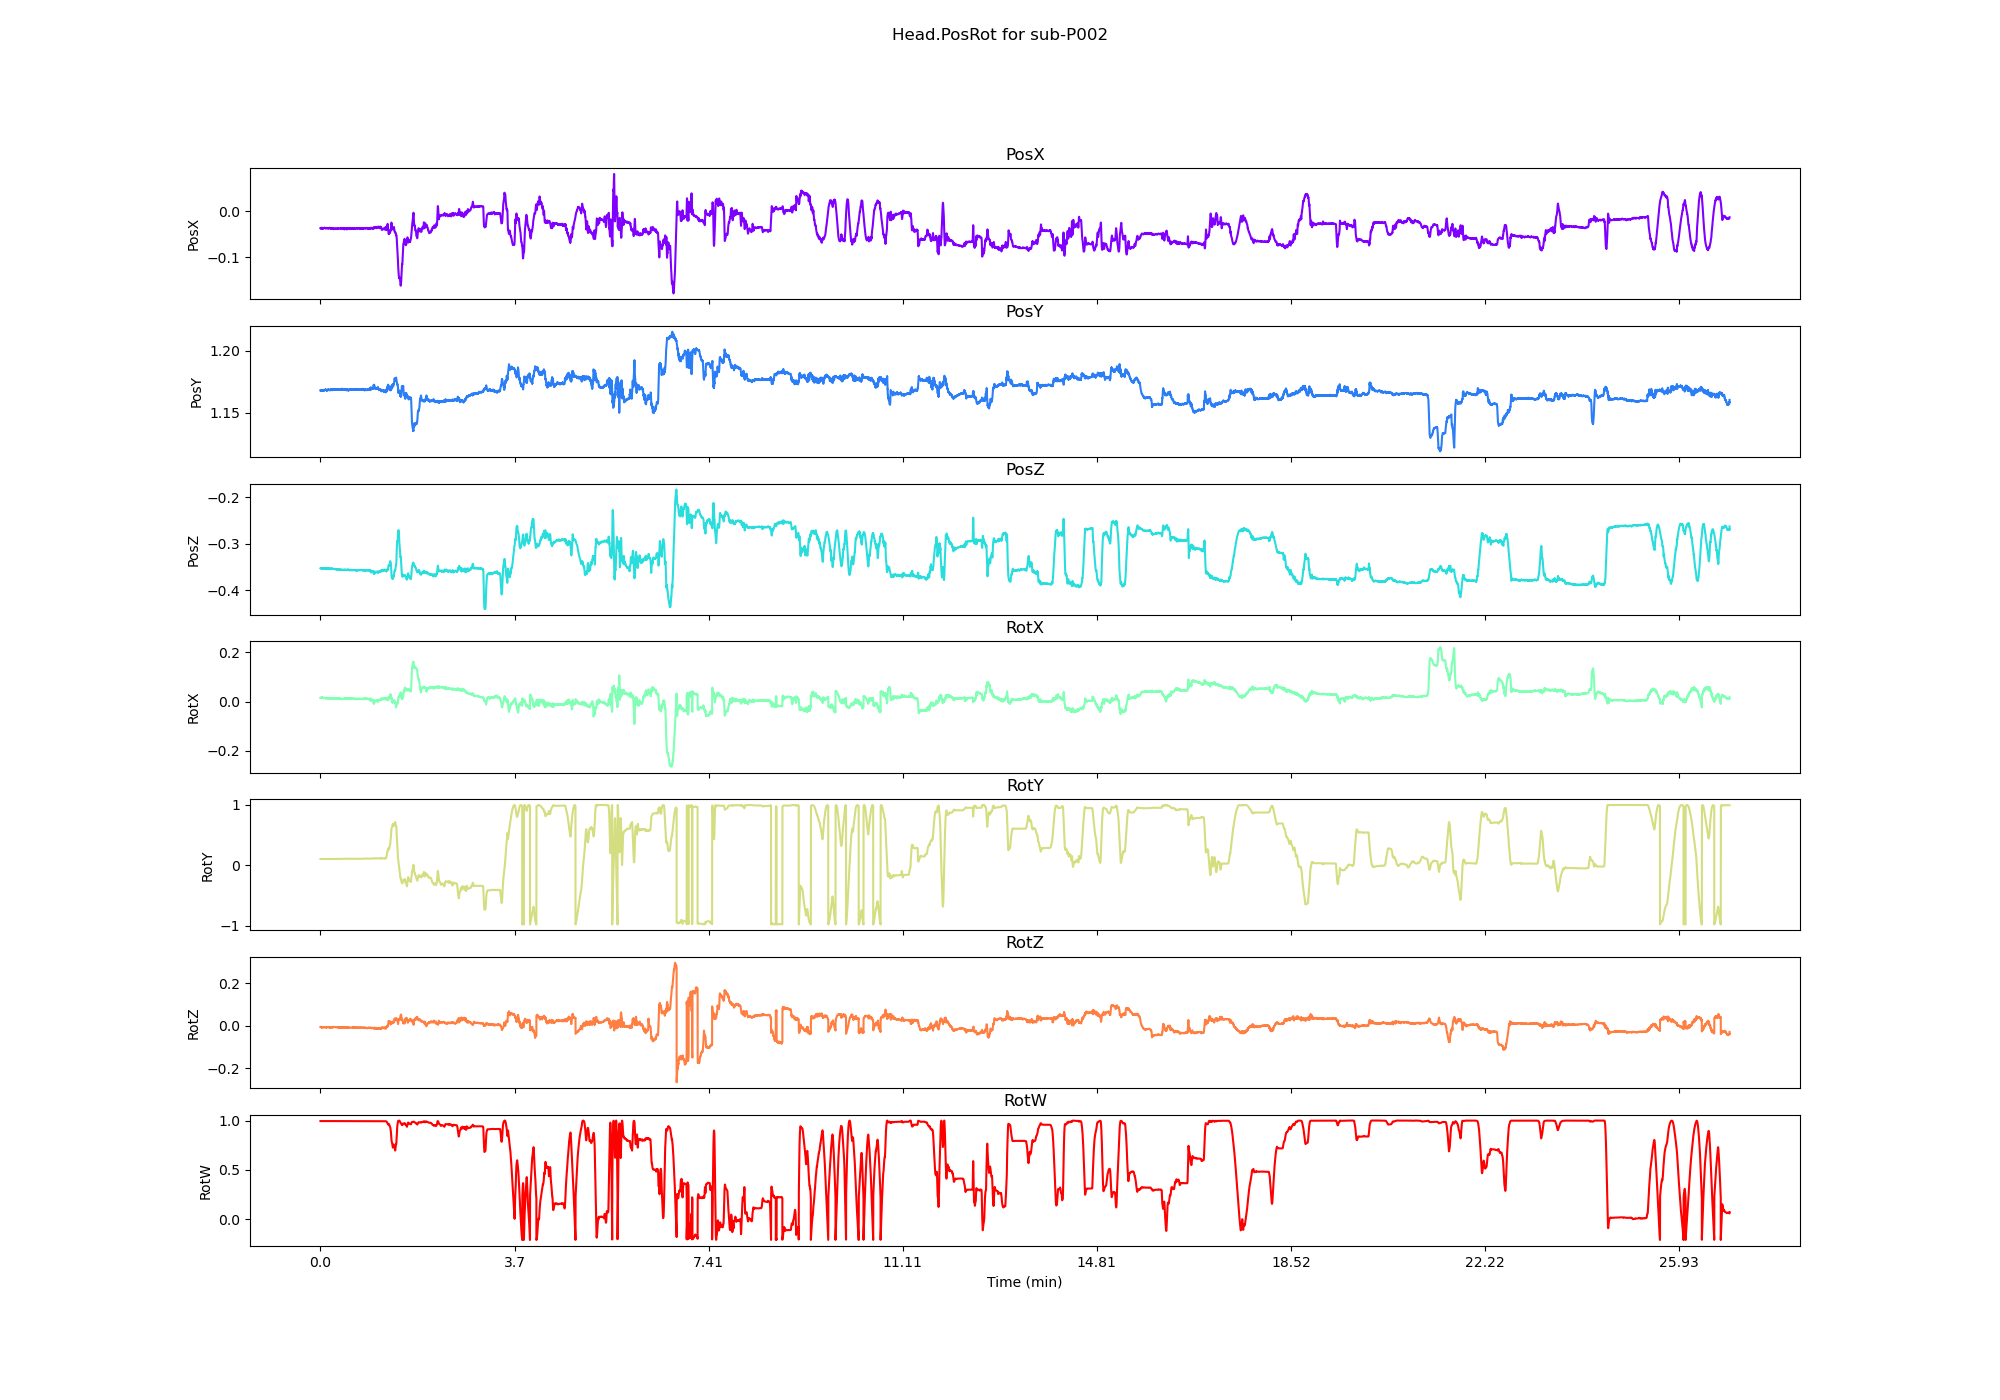 Head.PosRot for sub-P002
PosX
PosX
0.0
−0.1
PosY
PosY
1.20
1.15
PosZ
PosZ
−0.2
−0.3
−0.4
RotX
RotX
0.2
0.0
−0.2
RotY
RotY
1
0
−1
RotZ
RotZ
0.2
0.0
−0.2
RotW
RotW
1.0
0.5
0.0
0.0 3.7 7.41 11.11 14.81 18.52 22.22 25.93
Time (min)